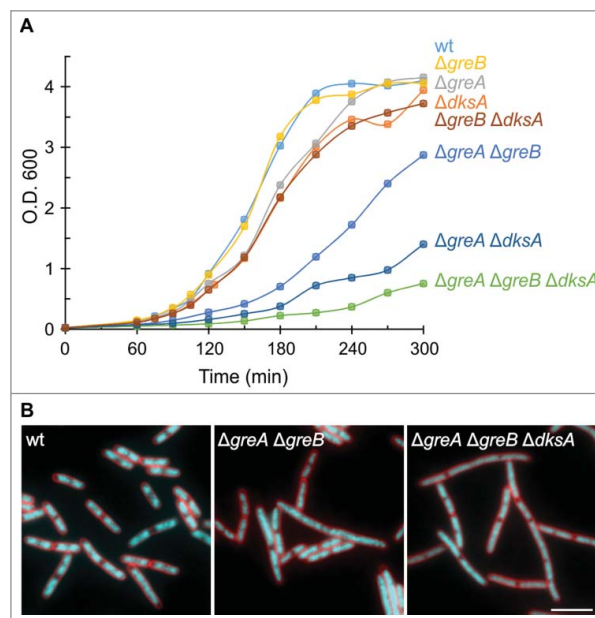 A
wt
ΔgreB
ΔgreA
ΔdksA
ΔgreB ΔdksA
ΔgreA ΔgreB
ΔgreA ΔdksA
ΔgreA ΔgreB ΔdksA
O.D. 600
4
3
2
1
0
0 60 120 180 240 300
Time (min)
B
wt ΔgreA ΔgreB ΔgreA ΔgreB ΔdksA